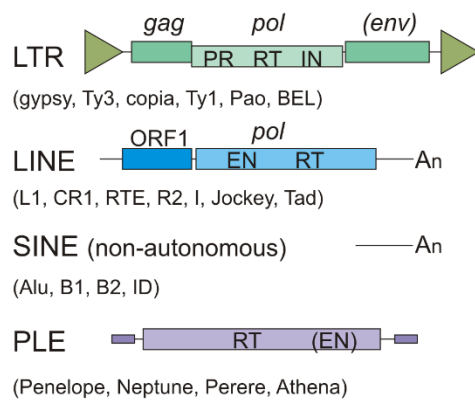 gag pol (env)
LTR PR RT IN
(gypsy, Ty3, copia, Ty1, Pao, BEL)
ORF1 pol
LINE EN RT An
(L1, CR1, RTE, R2, I, Jockey, Tad)
SINE (non-autonomous) An
(Alu, B1, B2, ID)
PLE RT (EN)
(Penelope, Neptune, Perere, Athena)